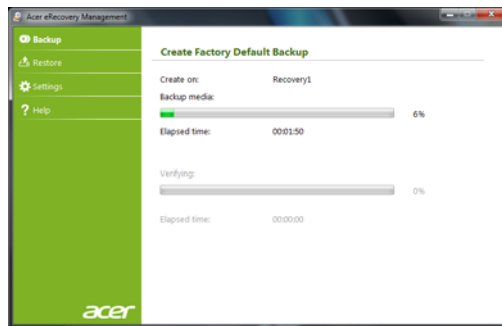 Acer eRecovery Management
Backup
Restore
Settings
Help
Create Factory Default Backup
Create on: Recovery1
Backup media:
6%
Elapsed time: 00:01:50
Verifying:
0%
Elapsed time: 00:00:00
acer